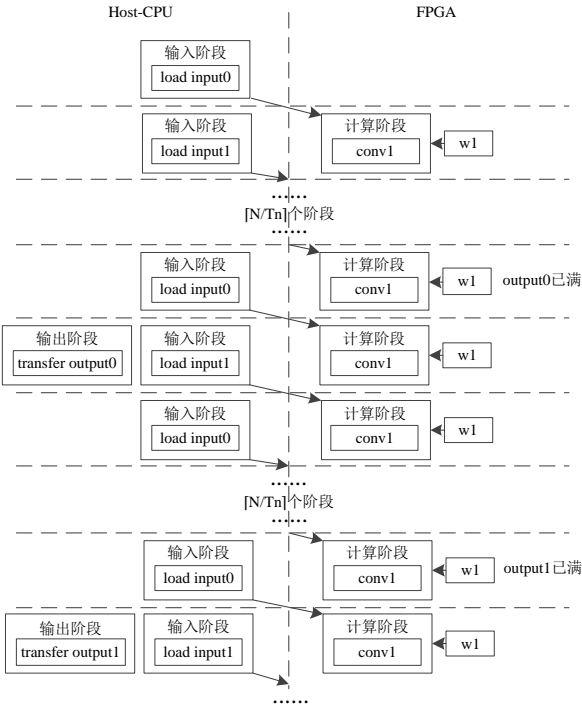 Host-CPU FPGA
输入阶段
load input0
输入阶段 计算阶段
load input1 conv1 w1
......
⌈N/Tn⌉个阶段
......
输入阶段 计算阶段
load input0 conv1 w1 output0已满
输出阶段 输入阶段 计算阶段
transfer output0 load input1 conv1 w1
输入阶段 计算阶段
load input0 conv1 w1
......
⌈N/Tn⌉个阶段
......
输入阶段 计算阶段
load input0 conv1 w1 output1已满
输出阶段 输入阶段 计算阶段
transfer output1 load input1 conv1 w1
......